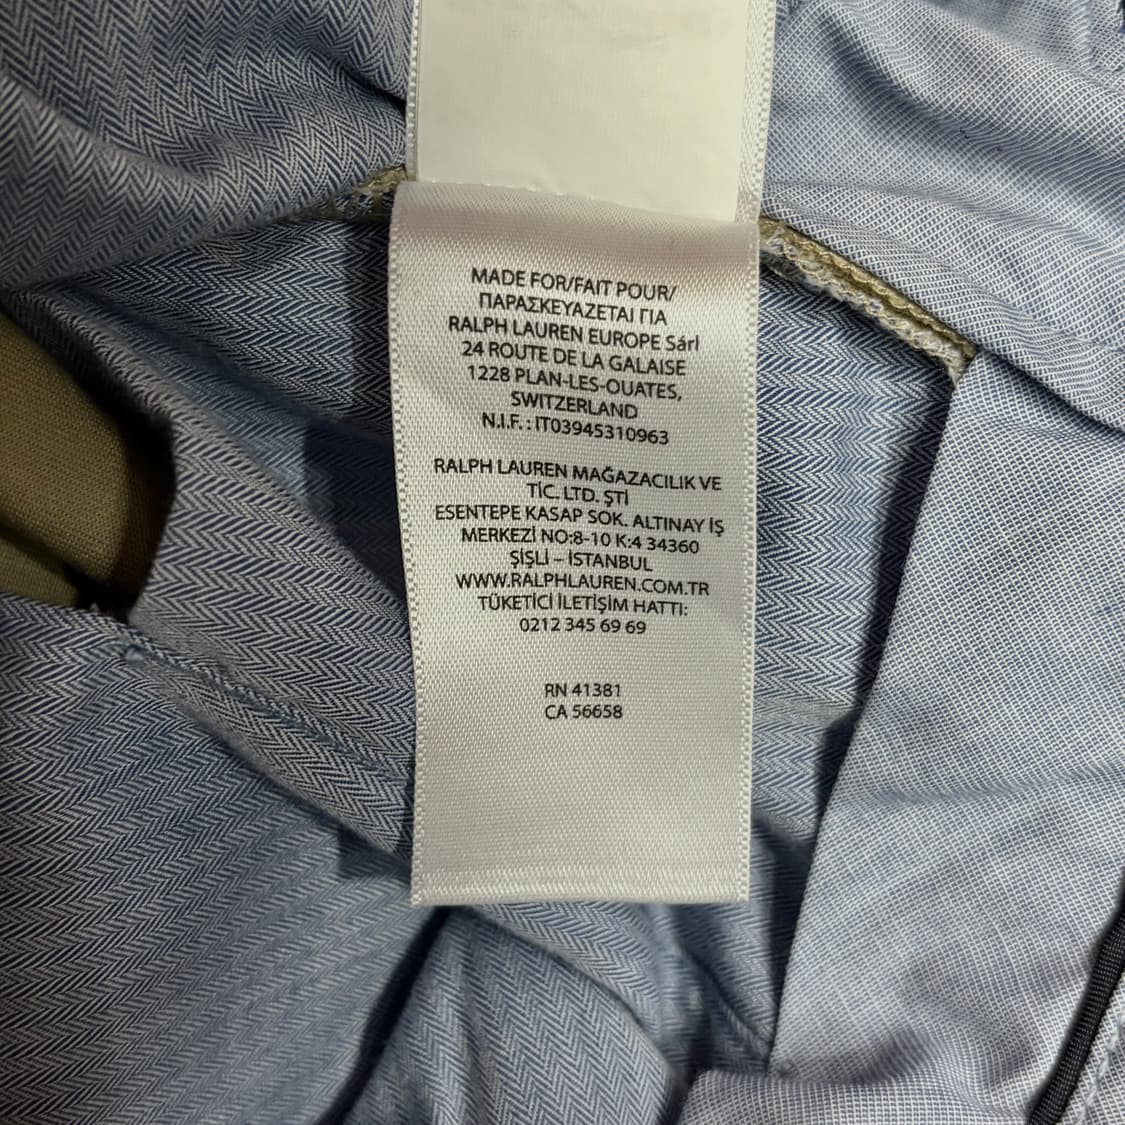 MADE FOR/FAIT POUR/
ΠΑΡΑΣΚΕΥΑΖΕΤΑΙ ΓΙΑ
RALPH LAUREN EUROPE Sárl
24 ROUTE DE LA GALAISE
1228 PLAN-LES-OUATES,
SWITZERLAND
N.I.F. : IT03945310963
RALPH LAUREN MAĞAZACILIK VE
TİC. LTD. ŞTİ
ESENTEPE KASAP SOK. ALTINAY İŞ
MERKEZİ NO:8-10 K:4 34360
ŞİŞLİ – İSTANBUL
WWW.RALPHLAUREN.COM.TR
TÜKETİCİ İLETİŞİM HATTI:
0212 345 69 69
RN 41381
CA 56658